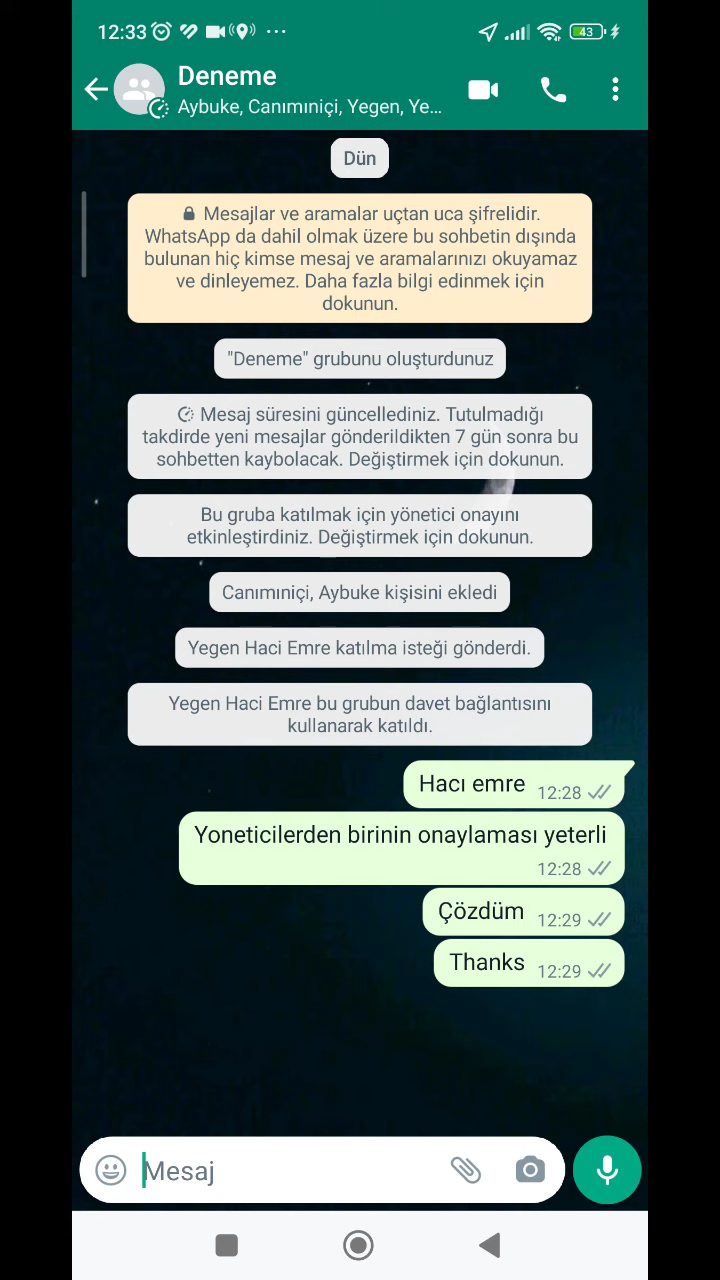 12:33
43
Deneme
Aybuke, Canımıniçi, Yegen, Ye...
Dün
Mesajlar ve aramalar uçtan uca şifrelidir.
WhatsApp da dahil olmak üzere bu sohbetin dışında
bulunan hiç kimse mesaj ve aramalarınızı okuyamaz
ve dinleyemez. Daha fazla bilgi edinmek için
dokunun.
"Deneme" grubunu oluşturdunuz
Mesaj süresini güncellediniz. Tutulmadığı
takdirde yeni mesajlar gönderildikten 7 gün sonra bu
sohbetten kaybolacak. Değiştirmek için dokunun.
Bu gruba katılmak için yönetici onayını
etkinleştirdiniz. Değiştirmek için dokunun.
Canımıniçi, Aybuke kişisini ekledi
Yegen Haci Emre katılma isteği gönderdi.
Yegen Haci Emre bu grubun davet bağlantısını
kullanarak katıldı.
Hacı emre 12:28
Yoneticilerden birinin onaylaması yeterli
12:28
Çözdüm 12:29
Thanks 12:29
Mesaj